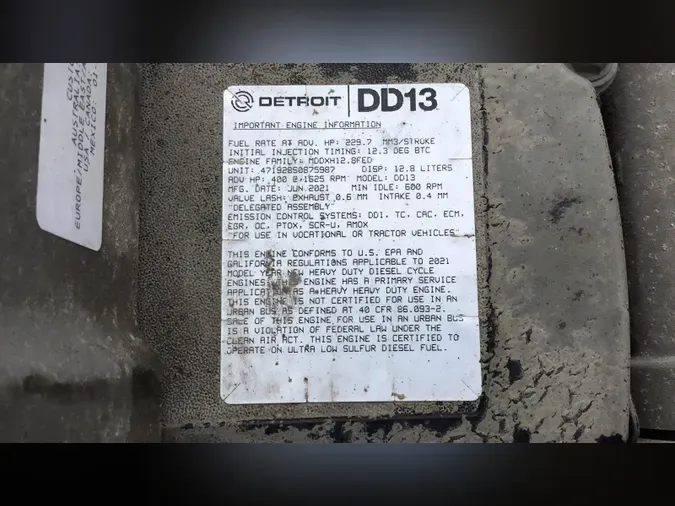 DETROIT DD13
IMPORTANT ENGINE INFORMATION
FUEL RATE AT ADV. HP: 229.7 MM3/STROKE
INITIAL INJECTION TIMING: 12.3 DEG BTC
ENGINE FAMILY: MDDXH12.8FED
UNIT: 471928S0875987 DISP: 12.8 LITERS
ADV HP: 400 @ 1625 RPM MODEL: DD13
MFG. DATE: JUN 2021 MIN IDLE: 600 RPM
VALVE LASH: EXHAUST 0.6 MM INTAKE 0.4 MM
"DELEGATED ASSEMBLY"
EMISSION CONTROL SYSTEMS: DDI, TC, CAC, ECM,
EGR, OC, PTOX, SCR-U, AMOX
"FOR USE IN VOCATIONAL OR TRACTOR VEHICLES"
THIS ENGINE CONFORMS TO U.S. EPA AND
CALIFORNIA REGULATIONS APPLICABLE TO 2021
MODEL YEAR NEW HEAVY DUTY DIESEL CYCLE
ENGINES. THIS ENGINE HAS A PRIMARY SERVICE
APPLICATION AS A HEAVY HEAVY DUTY ENGINE.
THIS ENGINE IS NOT CERTIFIED FOR USE IN AN
URBAN BUS AS DEFINED AT 40 CFR 86.093-2.
SALE OF THIS ENGINE FOR USE IN AN URBAN BUS
IS A VIOLATION OF FEDERAL LAW UNDER THE
CLEAN AIR ACT. THIS ENGINE IS CERTIFIED TO
OPERATE ON ULTRA LOW SULFUR DIESEL FUEL.
AUSTRALIA
EUROPE/MIDDLE EAST/
USA / CANADA
MEXICO: 01